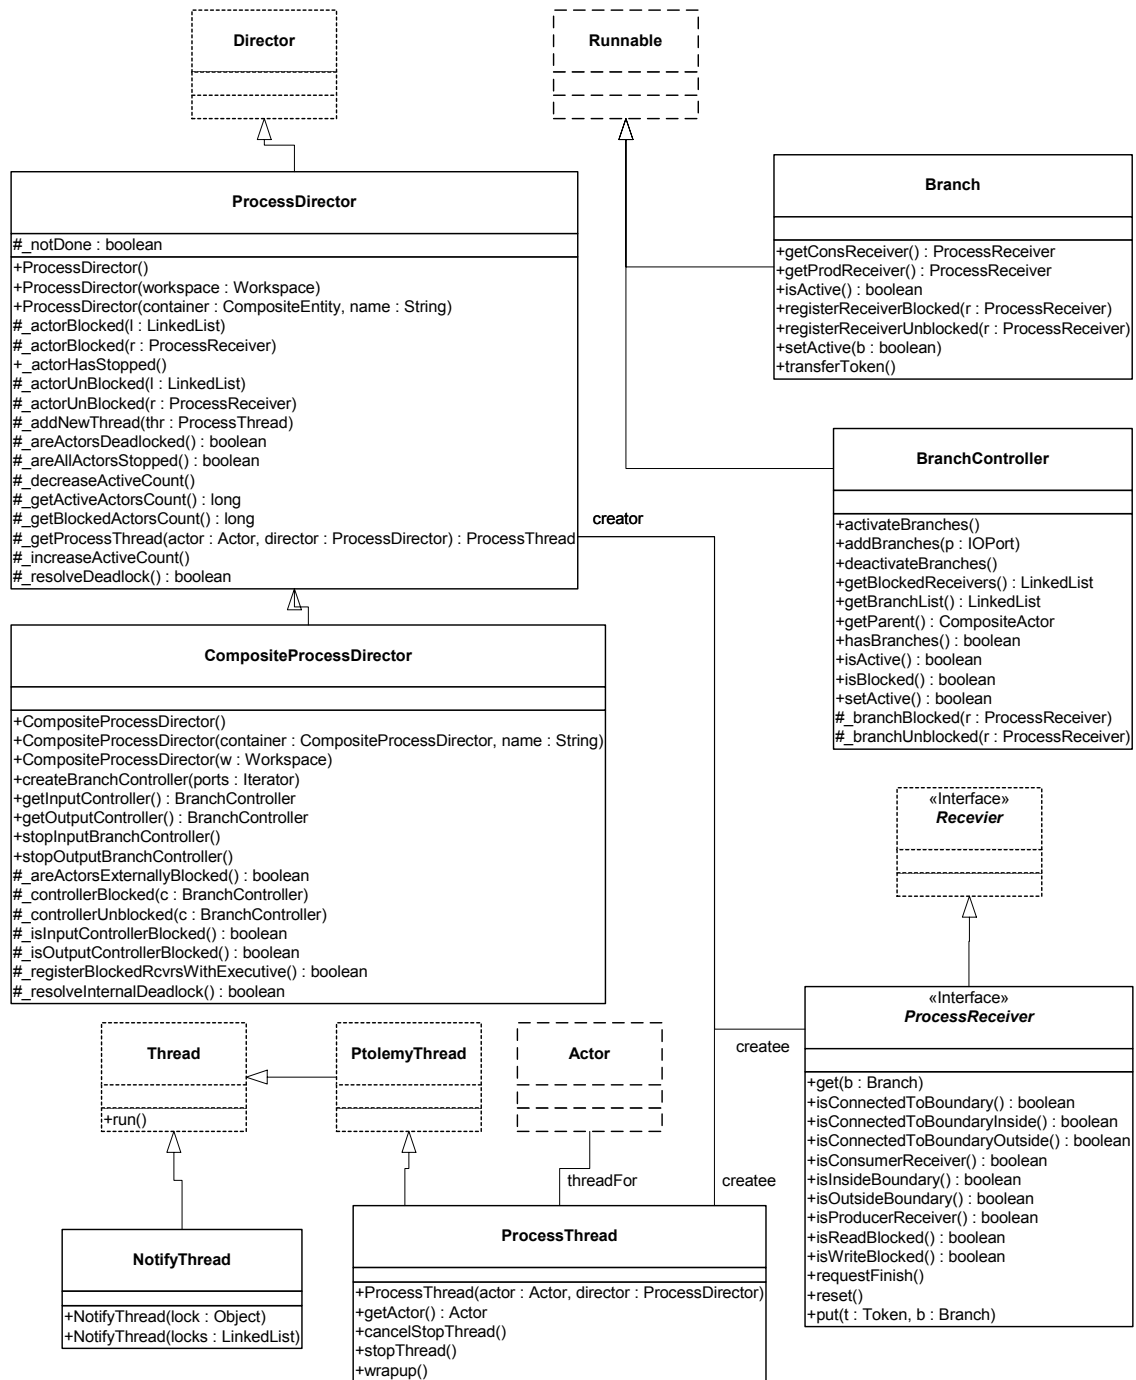 Director
Runnable
ProcessDirector
#_notDone : boolean
+ProcessDirector()
+ProcessDirector(workspace : Workspace)
+ProcessDirector(container : CompositeEntity, name : String)
#_actorBlocked(l : LinkedList)
#_actorBlocked(r : ProcessReceiver)
+_actorHasStopped()
#_actorUnBlocked(l : LinkedList)
#_actorUnBlocked(r : ProcessReceiver)
#_addNewThread(thr : ProcessThread)
#_areActorsDeadlocked() : boolean
#_areAllActorsStopped() : boolean
#_decreaseActiveCount()
#_getActiveActorsCount() : long
#_getBlockedActorsCount() : long
#_getProcessThread(actor : Actor, director : ProcessDirector) : ProcessThread
#_increaseActiveCount()
#_resolveDeadlock() : boolean
Branch
+getConsReceiver() : ProcessReceiver
+getProdReceiver() : ProcessReceiver
+isActive() : boolean
+registerReceiverBlocked(r : ProcessReceiver)
+registerReceiverUnblocked(r : ProcessReceiver)
+setActive(b : boolean)
+transferToken()
BranchController
+activateBranches()
+addBranches(p : IOPort)
+deactivateBranches()
+getBlockedReceivers() : LinkedList
+getBranchList() : LinkedList
+getParent() : CompositeActor
+hasBranches() : boolean
+isActive() : boolean
+isBlocked() : boolean
+setActive() : boolean
#_branchBlocked(r : ProcessReceiver)
#_branchUnblocked(r : ProcessReceiver)
creator
CompositeProcessDirector
+CompositeProcessDirector()
+CompositeProcessDirector(container : CompositeProcessDirector, name : String)
+CompositeProcessDirector(w : Workspace)
+createBranchController(ports : Iterator)
+getInputController() : BranchController
+getOutputController() : BranchController
+stopInputBranchController()
+stopOutputBranchController()
#_areActorsExternallyBlocked() : boolean
#_controllerBlocked(c : BranchController)
#_controllerUnblocked(c : BranchController)
#_isInputControllerBlocked() : boolean
#_isOutputControllerBlocked() : boolean
#_registerBlockedRcvrsWithExecutive() : boolean
#_resolveInternalDeadlock() : boolean
«Interface»
Recevier
«Interface»
ProcessReceiver
+get(b : Branch)
+isConnectedToBoundary() : boolean
+isConnectedToBoundaryInside() : boolean
+isConnectedToBoundaryOutside() : boolean
+isConsumerReceiver() : boolean
+isInsideBoundary() : boolean
+isOutsideBoundary() : boolean
+isProducerReceiver() : boolean
+isReadBlocked() : boolean
+isWriteBlocked() : boolean
+requestFinish()
+reset()
+put(t : Token, b : Branch)
createe
Thread
+run()
PtolemyThread
Actor
threadFor
createe
NotifyThread
+NotifyThread(lock : Object)
+NotifyThread(locks : LinkedList)
ProcessThread
+ProcessThread(actor : Actor, director : ProcessDirector)
+getActor() : Actor
+cancelStopThread()
+stopThread()
+wrapup()